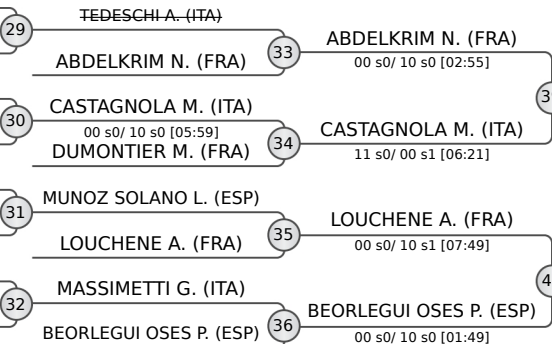 TEDESCHI A. (ITA)
29
33
ABDELKRIM N. (FRA)
ABDELKRIM N. (FRA)
00 s0/ 10 s0 [02:55]
CASTAGNOLA M. (ITA)
30
00 s0/ 10 s0 [05:59]
DUMONTIER M. (FRA)
34
CASTAGNOLA M. (ITA)
11 s0/ 00 s1 [06:21]
MUNOZ SOLANO L. (ESP)
31
LOUCHENE A. (FRA)
35
LOUCHENE A. (FRA)
00 s0/ 10 s1 [07:49]
MASSIMETTI G. (ITA)
32
BEORLEGUI OSES P. (ESP)
36
BEORLEGUI OSES P. (ESP)
00 s0/ 10 s0 [01:49]